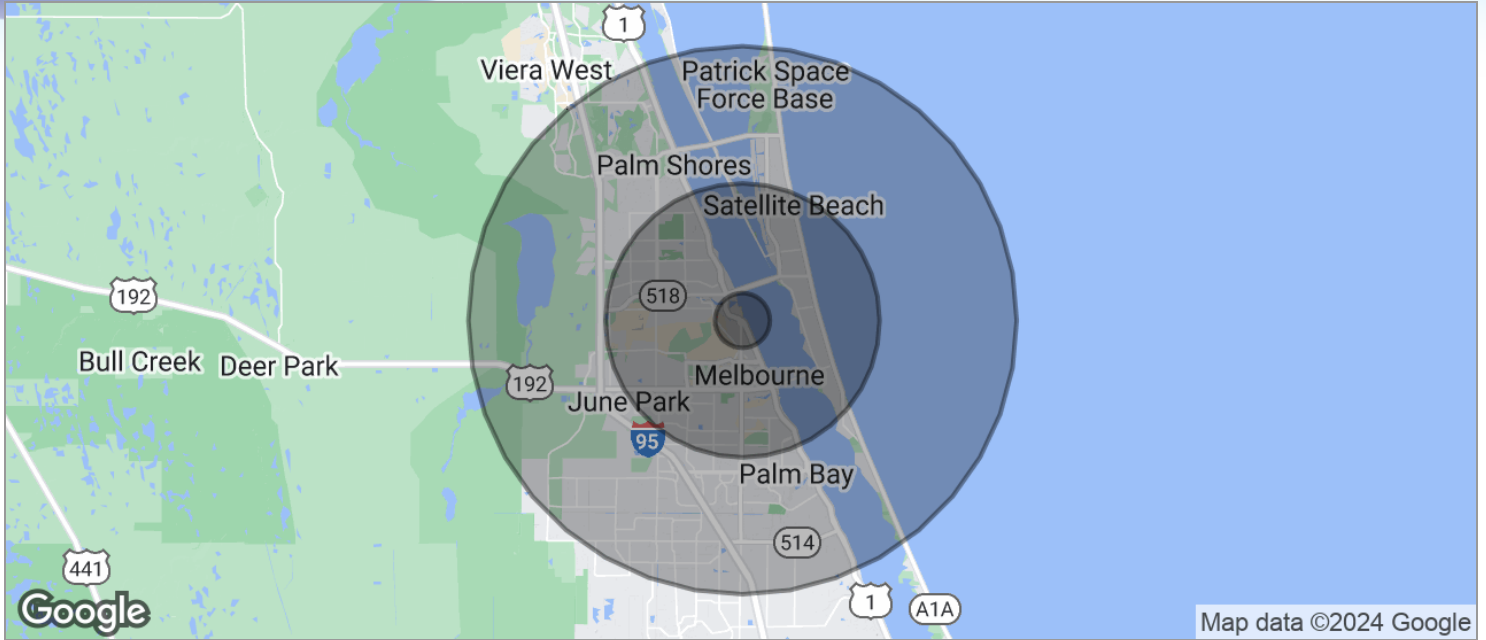 1
Viera West
Patrick Space
Force Base
Palm Shores
Satellite Beach
192
518
Bull Creek
Deer Park
192
Melbourne
June Park
95
Palm Bay
514
441
1
A1A
Google
Map data ©2024 Google